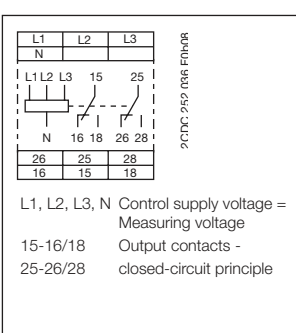 L1 L2 L3
N
L1 L2 L3 15 25
N 16 18 26 28
26 25 28
16 15 18
2CDC 252 036 F0b08
L1, L2, L3, N Control supply voltage =
Measuring voltage
15-16/18 Output contacts -
25-26/28 closed-circuit principle